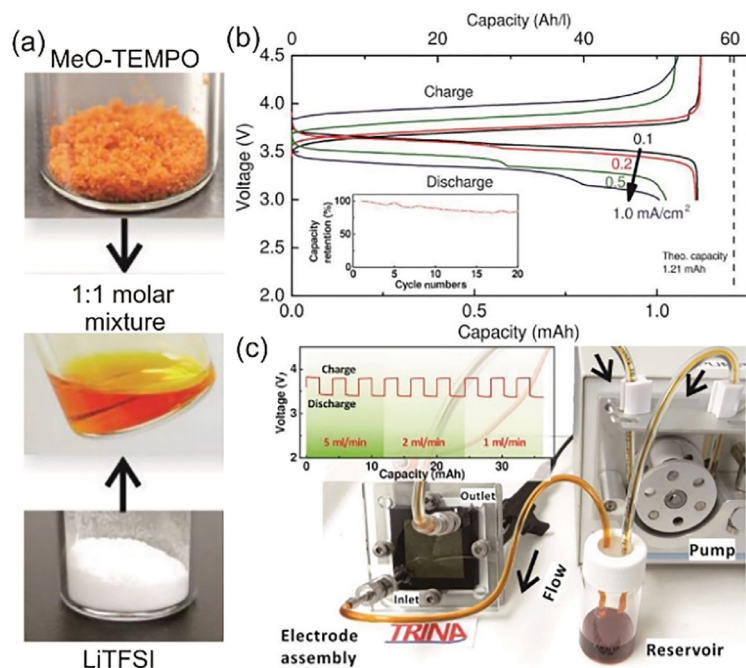 (a)
MeO-TEMPO
1:1 molar
mixture
LiTFSI
(b)
Capacity (Ah/l)
0 20 40 60
Voltage (V)
4.5
4.0
3.5
3.0
2.5
2.0
Charge
0.1
0.2
0.5
1.0 mA/cm²
Discharge
Capacity
retention (%)
100
50
0
5 10 15 20
Cycle numbers
Theo. capacity
1.21 mAh
0.0 0.5 1.0
Capacity (mAh)
(c)
Voltage (V)
4
3
2
Charge
Discharge
5 ml/min 2 ml/min 1 ml/min
0 10 20 30
Capacity (mAh)
Outlet
Inlet
Flow
Pump
Electrode
assembly
TRINA
Reservoir